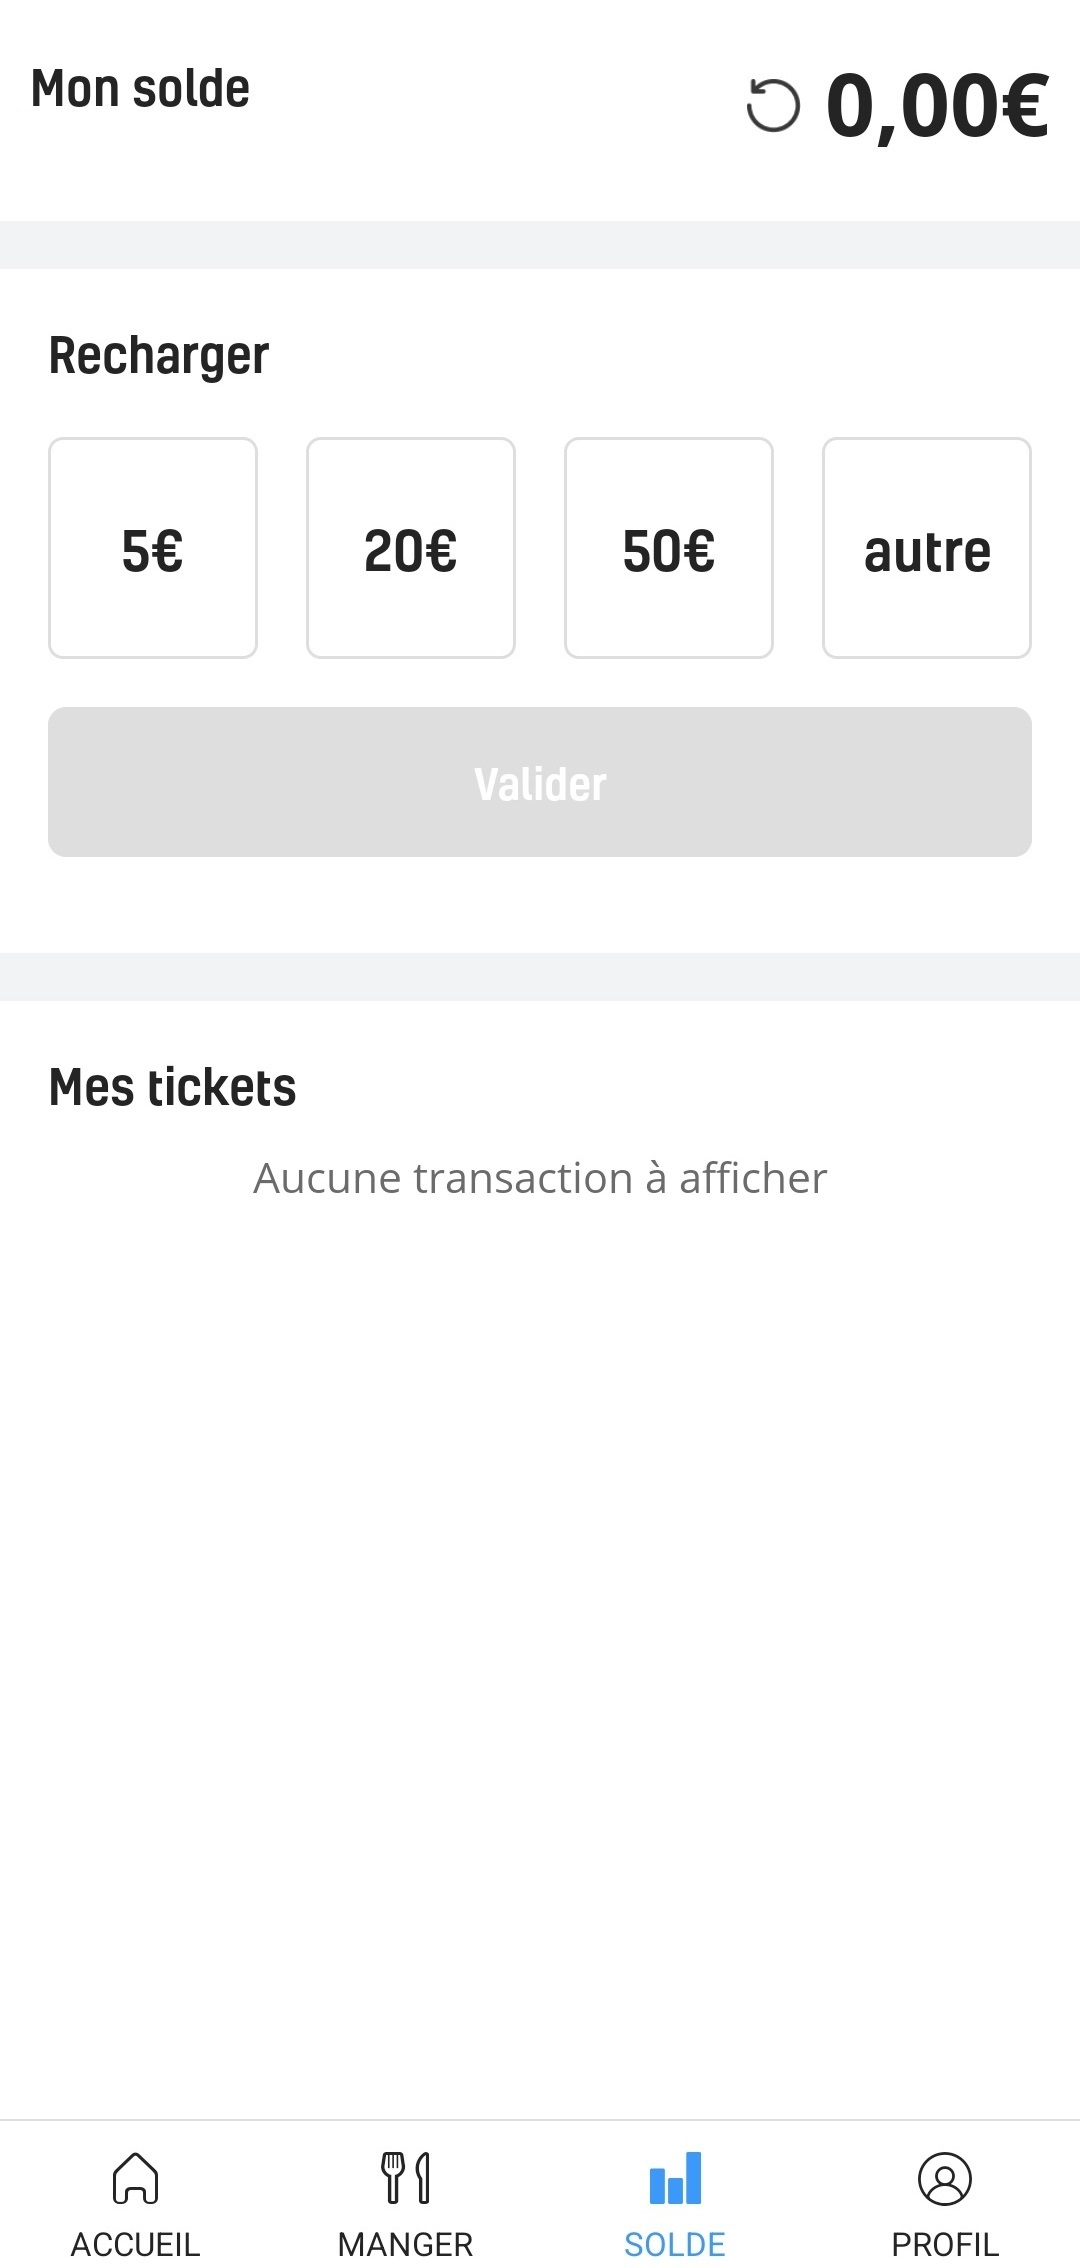 Mon solde
0,00€
Recharger
5€ 20€ 50€ autre
Valider
Mes tickets
Aucune transaction à afficher
ACCUEIL MANGER SOLDE PROFIL